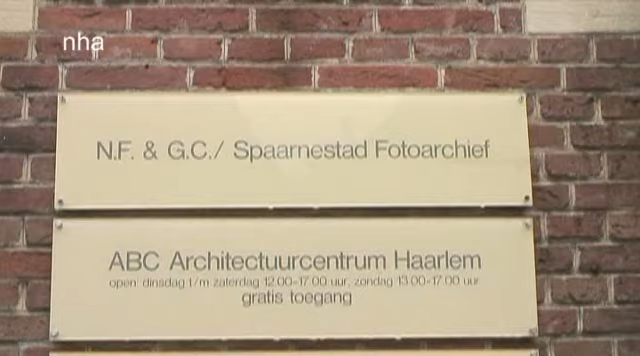 nha
N.F. & G.C./ Spaarnestad Fotoarchief
ABC Architectuurcentrum Haarlem
open: dinsdag t/m zaterdag 12.00-17.00 uur, zondag 13.00-17.00 uur
gratis toegang